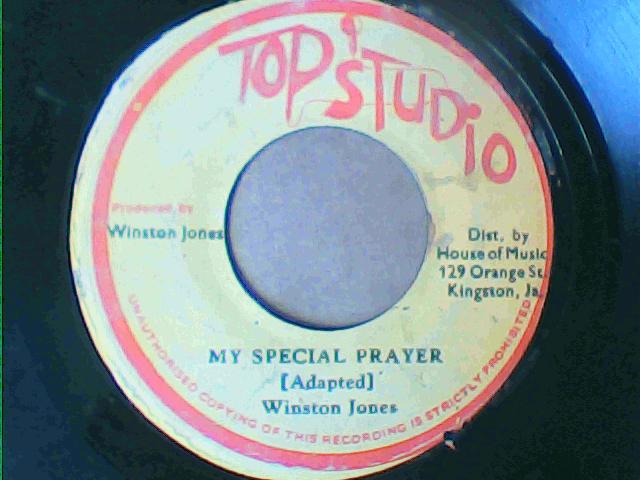 TOP STUDIO
Produced by
Winston Jones
Dist. by
House of Music
129 Orange St.
Kingston, Ja.
MY SPECIAL PRAYER
[Adapted]
Winston Jones
UNAUTHORISED COPYING OF THIS RECORDING IS STRICTLY PROHIBITED